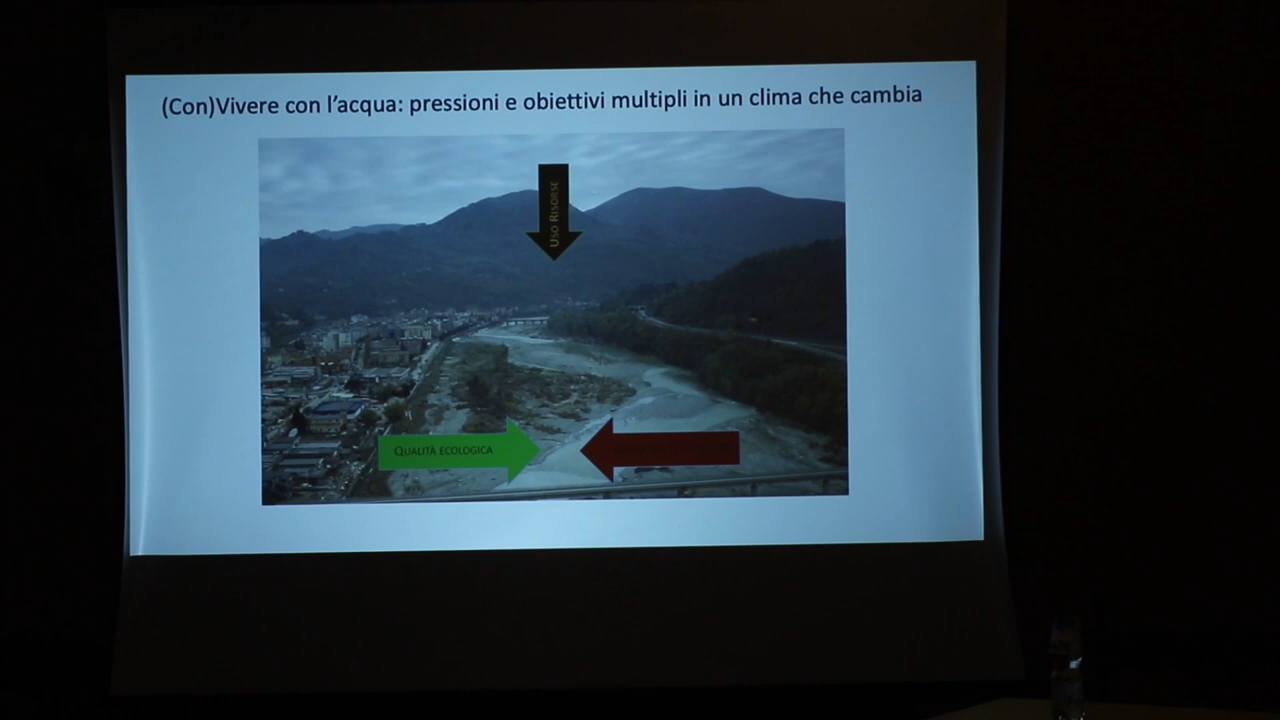 (Con)Vivere con l'acqua: pressioni e obiettivi multipli in un clima che cambia
USO RISORSE
QUALITÀ ECOLOGICA